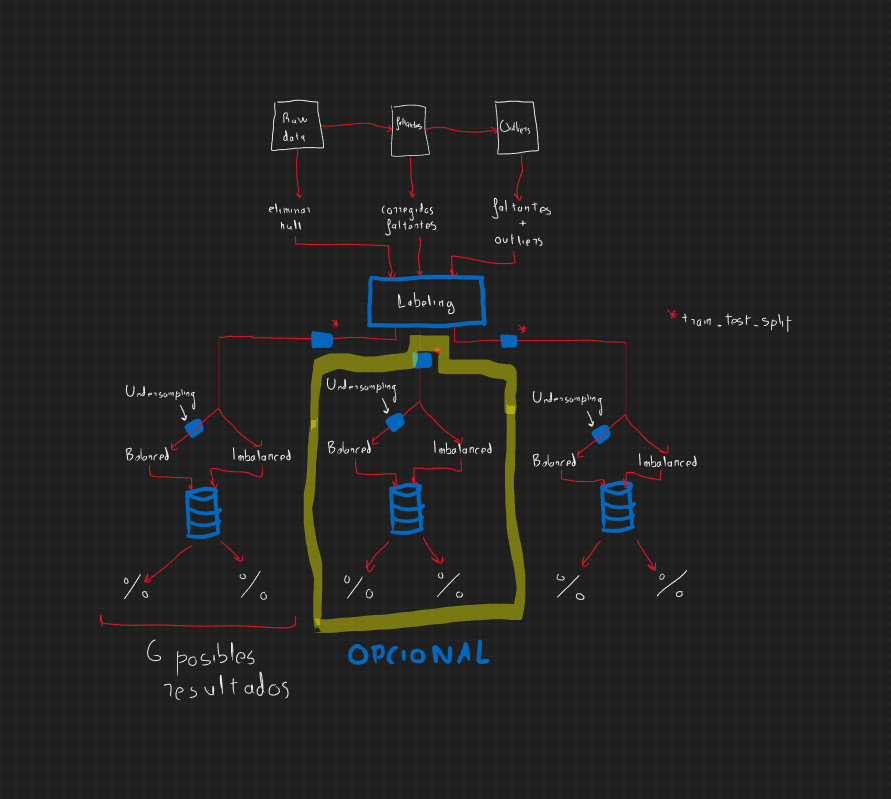 Raw
data
faltantes
Outliers
eliminar
null
corregidos
faltantes
faltantes
+
outliers
Labeling
*
*
*
* train_test_split
Undersampling
Balanced
Imbalanced
Undersampling
Balanced
Imbalanced
Undersampling
Balanced
Imbalanced
%
%
%
%
%
%
6 posibles
resultados
OPCIONAL